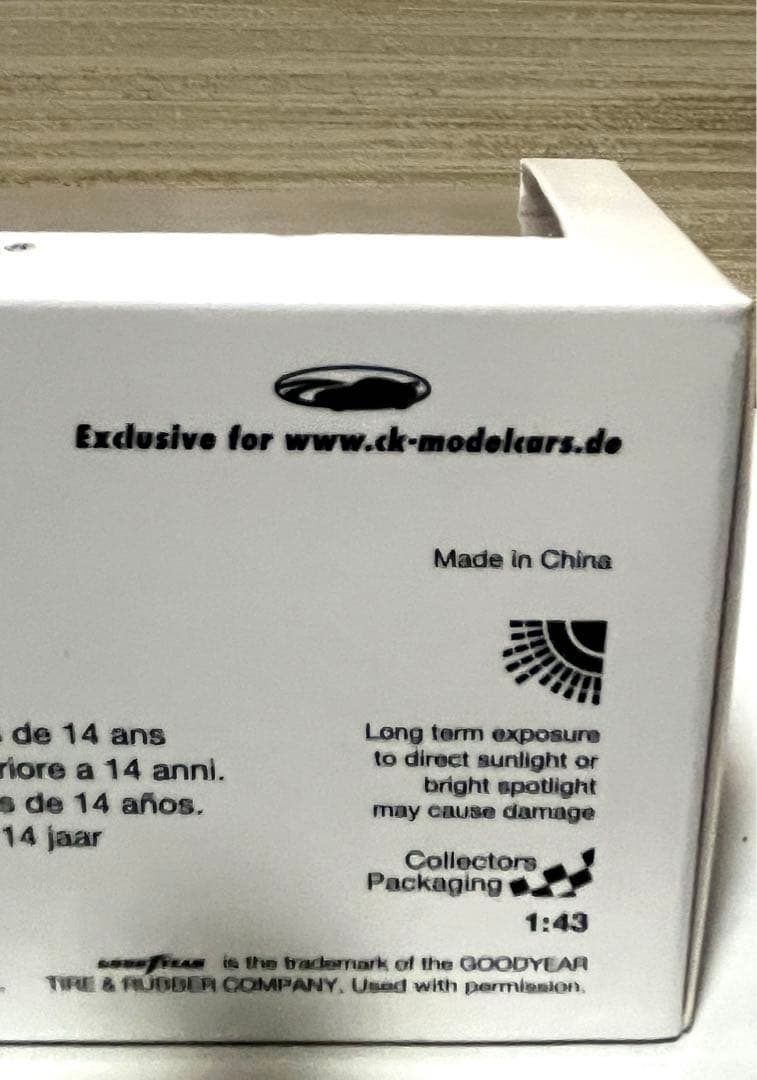 Exclusive for www.ck-modelcars.de
Made in China
de 14 ans
riore a 14 anni.
s de 14 años.
14 jaar
Long term exposure
to direct sunlight or
bright spotlight
may cause damage
Collectors
Packaging
1:43
GOODYEAR is the trademark of the GOODYEAR
TIRE & RUBBER COMPANY. Used with permission.